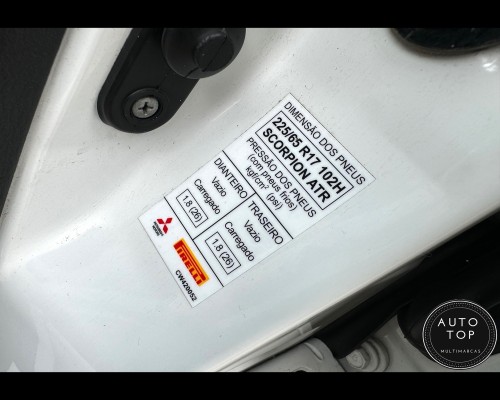 DIMENSÃO DOS PNEUS
225/65 R17 102H
SCORPION ATR
PRESSÃO DOS PNEUS
(com pneus frios)
kgf/cm² (psi)
DIANTEIRO
Vazio
Carregado
1.8 (26)
TRASEIRO
Vazio
Carregado
1.8 (26)
PIRELLI
CW420052
AUTO
TOP
MULTIMARCAS